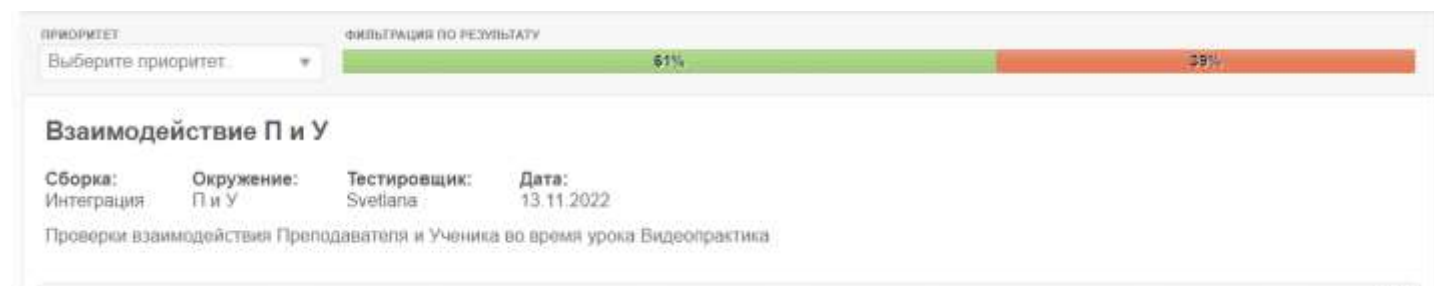 ПРИОРИТЕТ
ФИЛЬТРАЦИЯ ПО РЕЗУЛЬТАТУ
Выберите приоритет.
61%
39%
Взаимодействие П и У
Сборка: Окружение: Тестировщик: Дата:
Интеграция П и У Svetlana 13.11.2022
Проверки взаимодействия Преподавателя и Ученика во время урока Видеопрактика